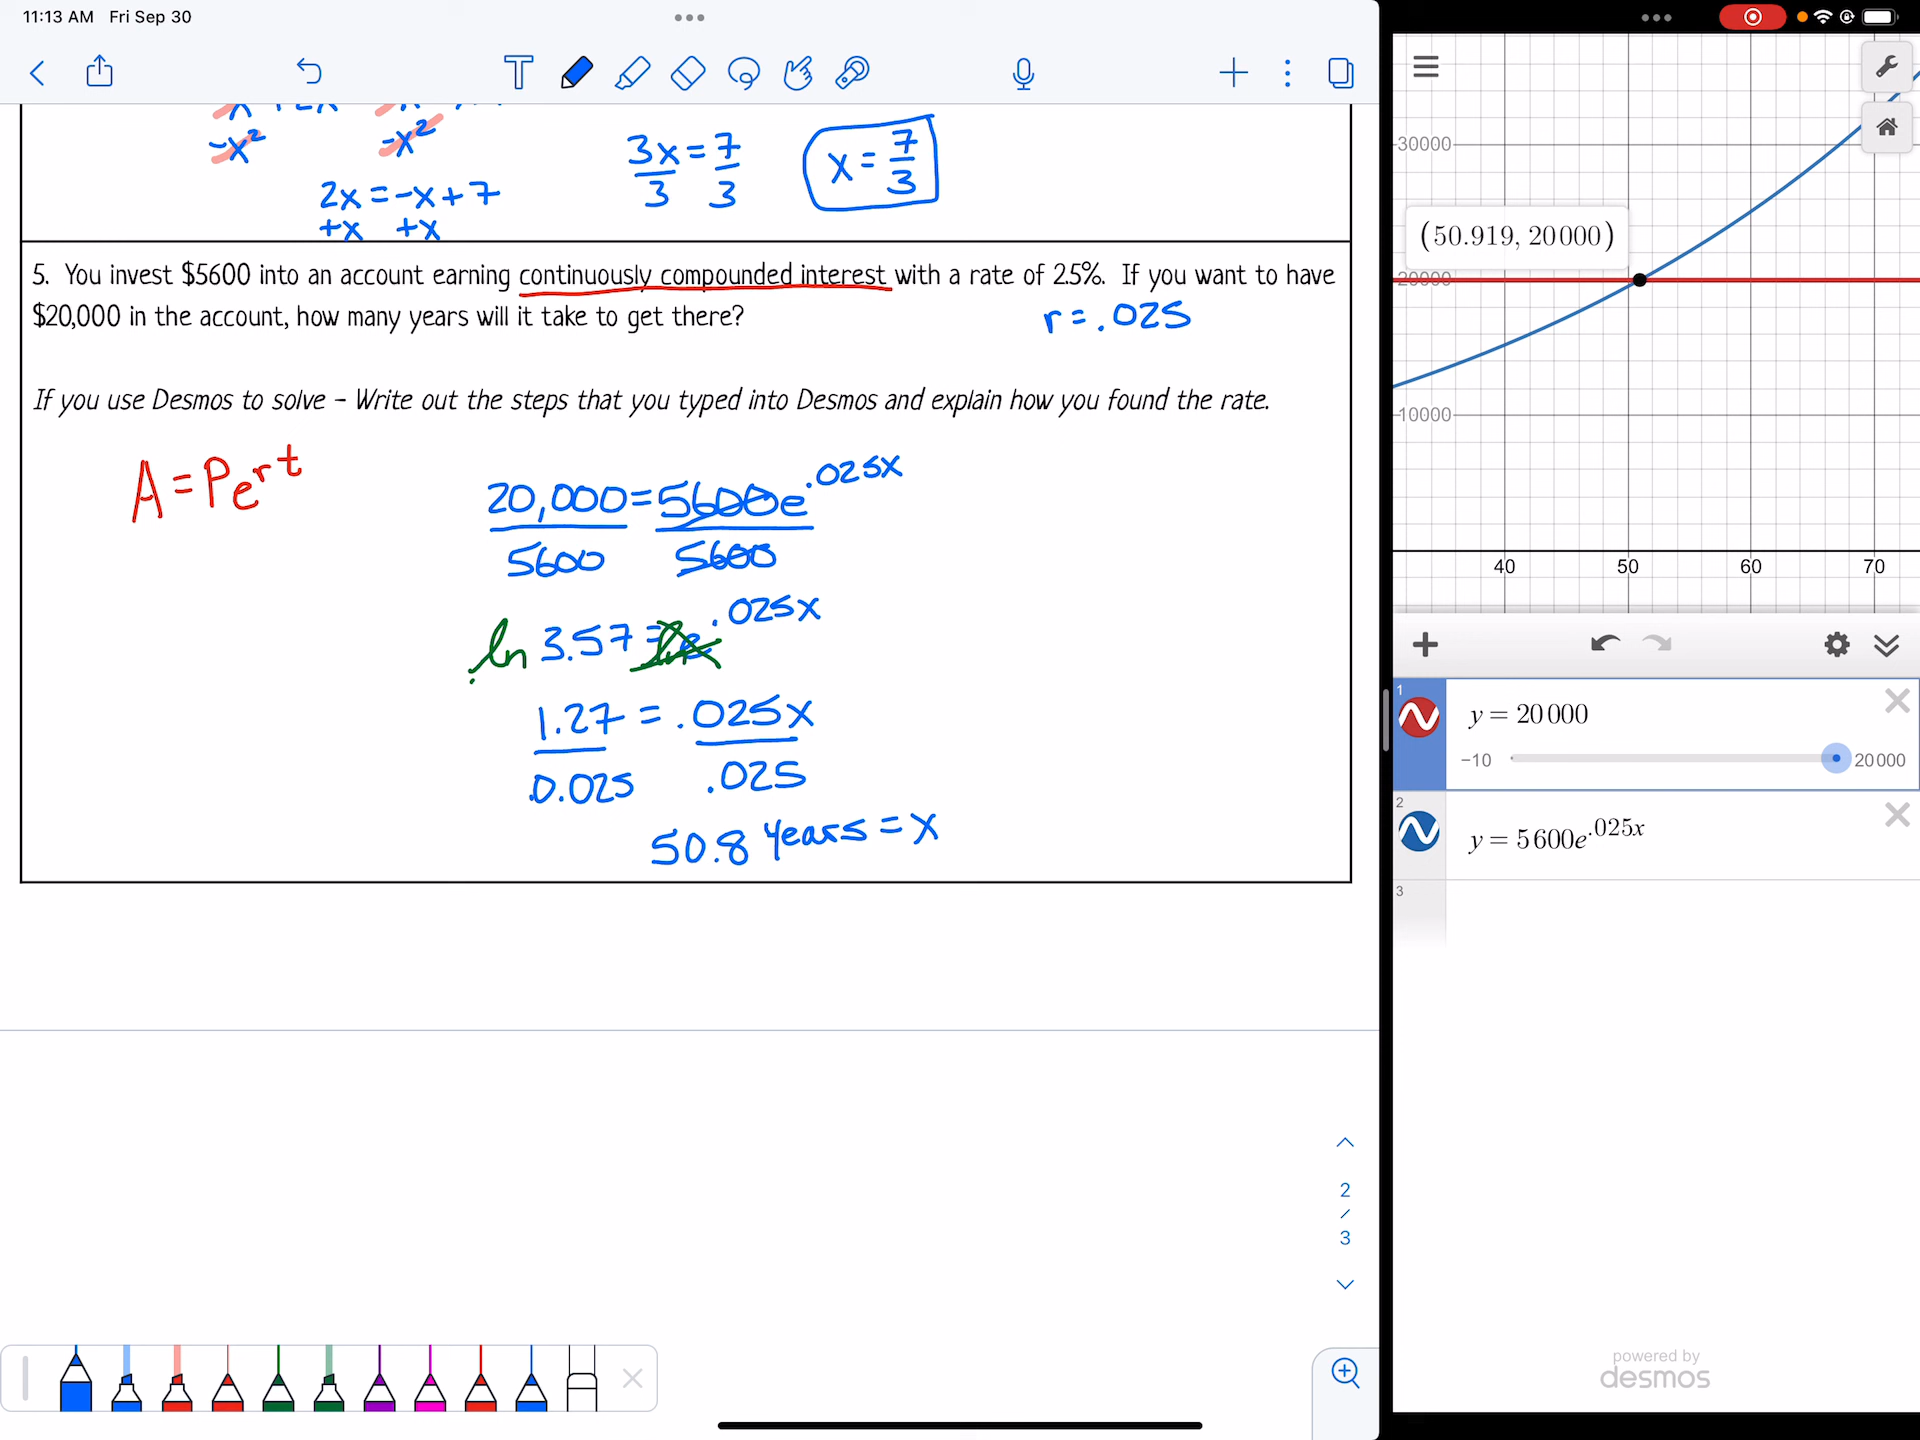 11:13 AM Fri Sep 30
-x² -x²
2x = -x + 7
+x +x
3x = 7
3 3
x = 7/3
5. You invest $5600 into an account earning continuously compounded interest with a rate of 2.5%. If you want to have
$20,000 in the account, how many years will it take to get there?
r = .025
If you use Desmos to solve – Write out the steps that you typed into Desmos and explain how you found the rate.
A = Pe^rt
20,000 = 5600e^.025x
5600 5600
ln 3.57 = ln e^.025x
1.27 = .025x
0.025 .025
50.8 years = x
2
/
3
30000
(50.919, 20000)
20000
10000
40 50 60 70
1
y = 20000
-10 20000
2
y = 5600e^.025x
3
powered by
desmos